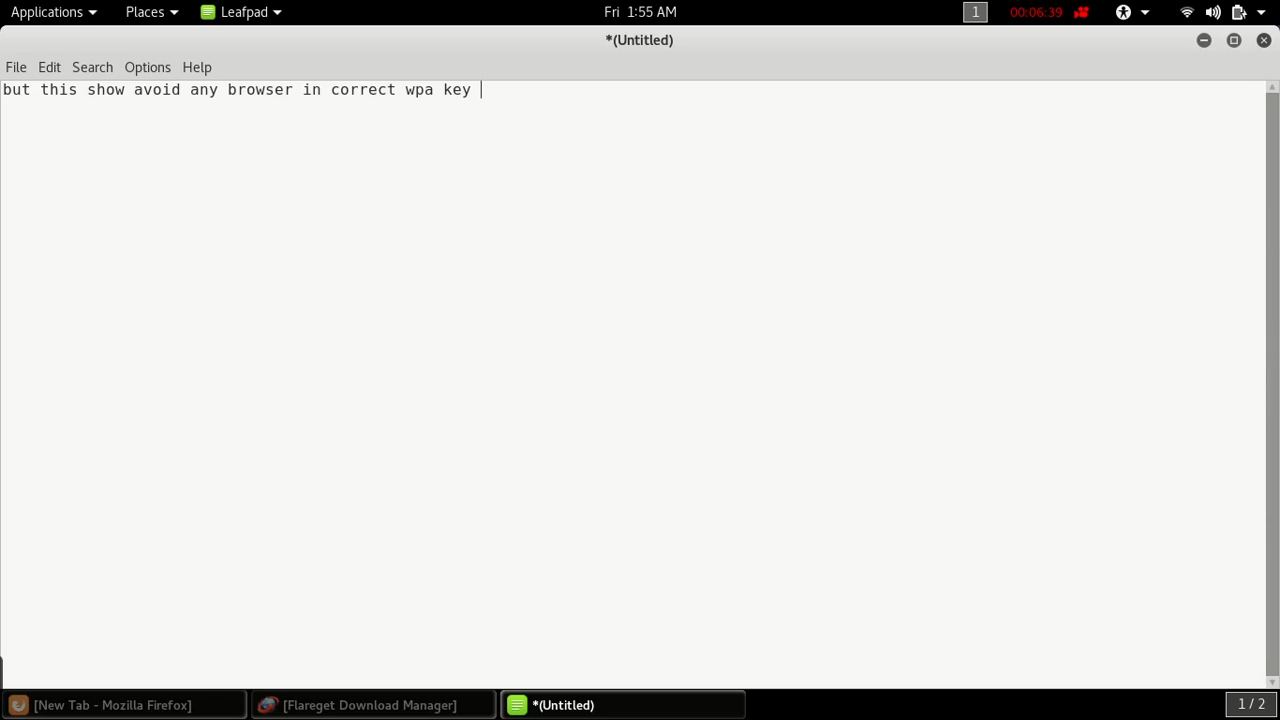 Applications Places Leafpad Fri 1:55 AM 1 00:06:39
*(Untitled)
File Edit Search Options Help
but this show avoid any browser in correct wpa key
[New Tab - Mozilla Firefox] [Flareget Download Manager] *(Untitled) 1 / 2